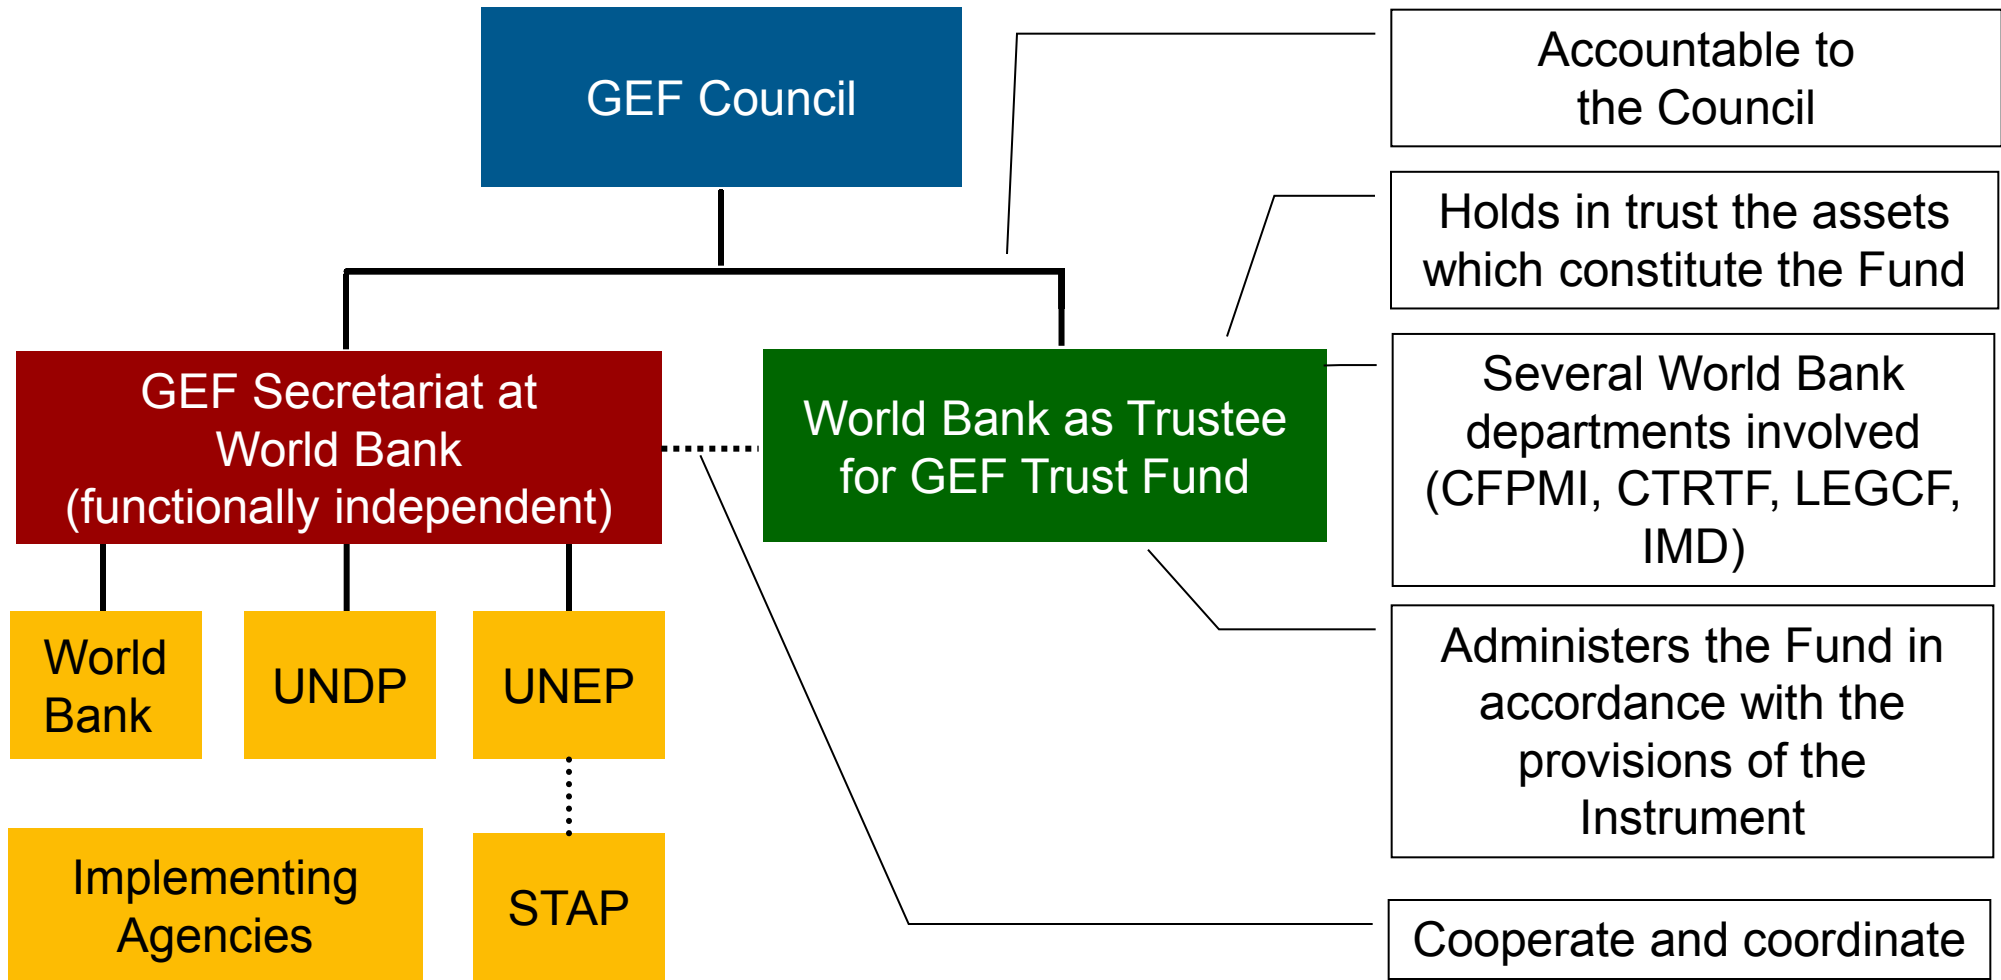 GEF Council
GEF Secretariat at
World Bank
(functionally independent)
World Bank as Trustee
for GEF Trust Fund
World
Bank
UNDP
UNEP
Implementing
Agencies
STAP
Accountable to
the Council
Holds in trust the assets
which constitute the Fund
Several World Bank
departments involved
(CFPMI, CTRTF, LEGCF,
IMD)
Administers the Fund in
accordance with the
provisions of the
Instrument
Cooperate and coordinate